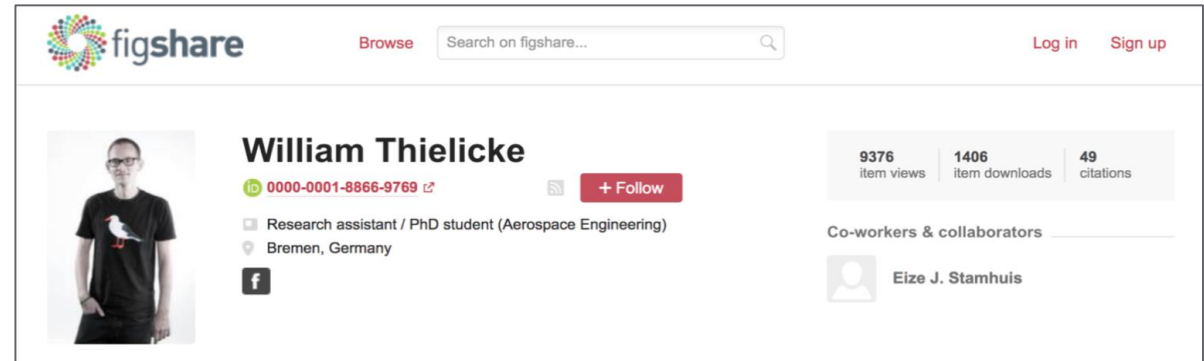 figshare
Browse
Search on figshare...
Log in
Sign up
William Thielicke
iD 0000-0001-8866-9769
+ Follow
Research assistant / PhD student (Aerospace Engineering)
Bremen, Germany
f
9376
item views
1406
item downloads
49
citations
Co-workers & collaborators
Eize J. Stamhuis